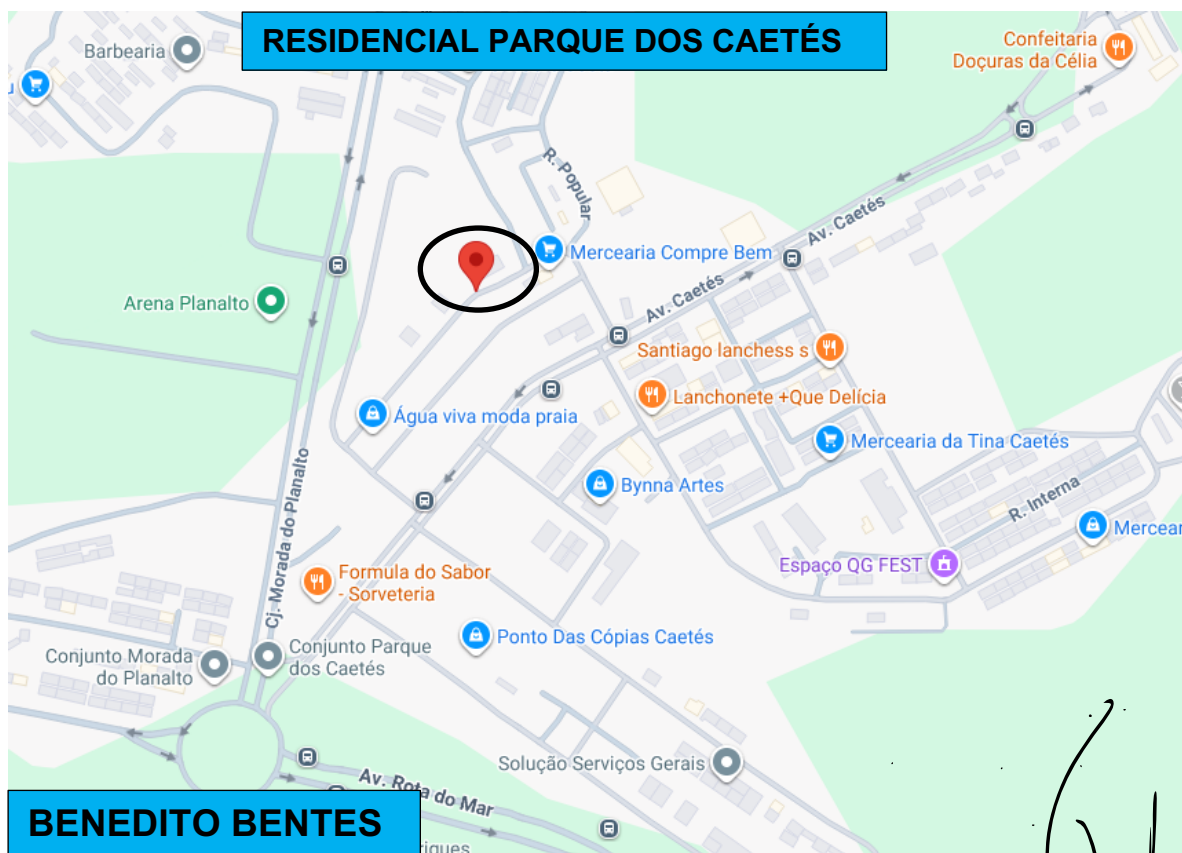 RESIDENCIAL PARQUE DOS CAETÉS
Barbearia
Confeitaria
Doçuras da Célia
R. Popular
Av. Caetés
Mercearia Compre Bem
Arena Planalto
Av. Caetés
Santiago lanchess s
Lanchonete +Que Delícia
Água viva moda praia
Mercearia da Tina Caetés
Bynna Artes
R. Interna
Mercear
Cj. Morada do Planalto
Espaço QG FEST
Formula do Sabor
- Sorveteria
Ponto Das Cópias Caetés
Conjunto Parque
dos Caetés
Conjunto Morada
do Planalto
Solução Serviços Gerais
Av. Rota do Mar
BENEDITO BENTES